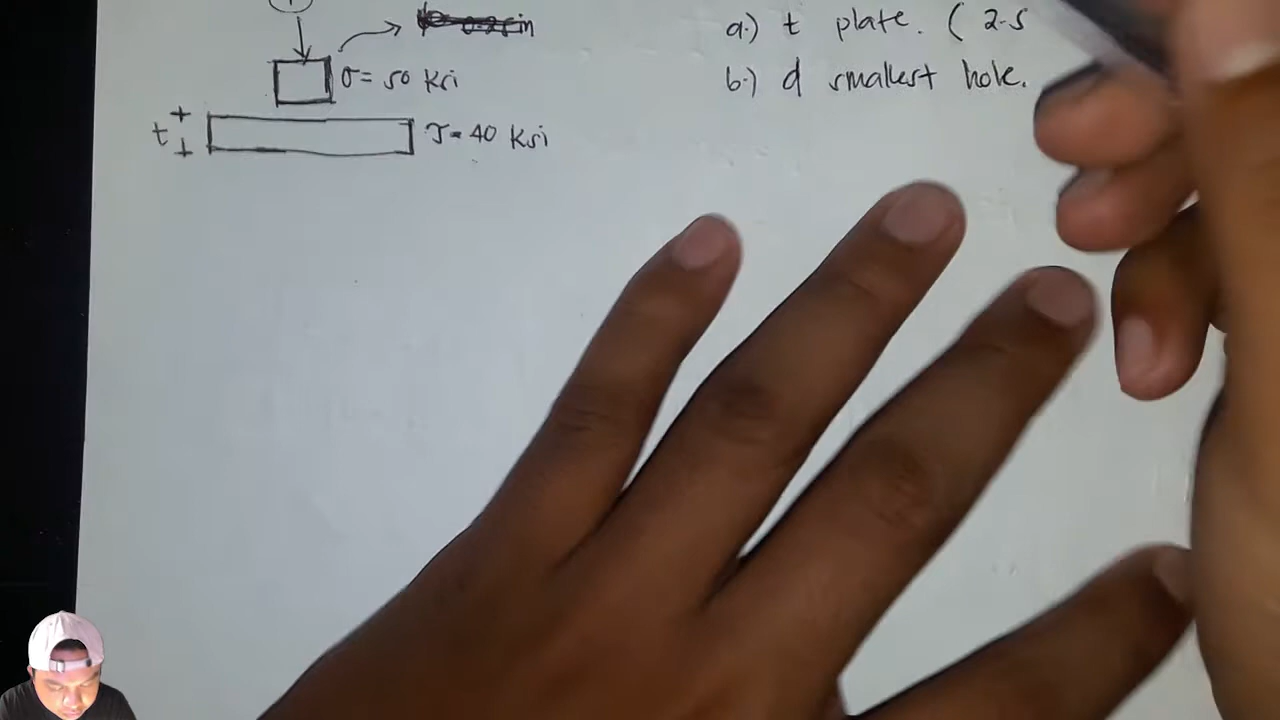 σ = 50 Ksi
t
τ = 40 Ksi
a.) t plate. ( 2.5
b.) d smallest hole.